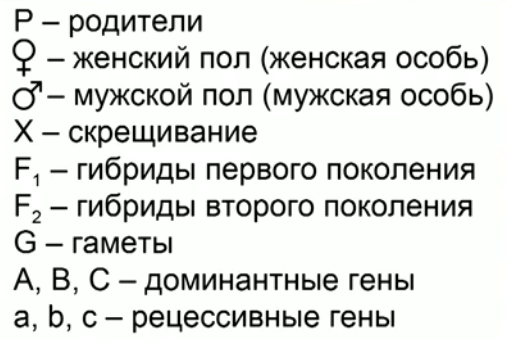 P – родители
♀ – женский пол (женская особь)
♂ – мужской пол (мужская особь)
X – скрещивание
F₁ – гибриды первого поколения
F₂ – гибриды второго поколения
G – гаметы
A, B, C – доминантные гены
a, b, c – рецессивные гены